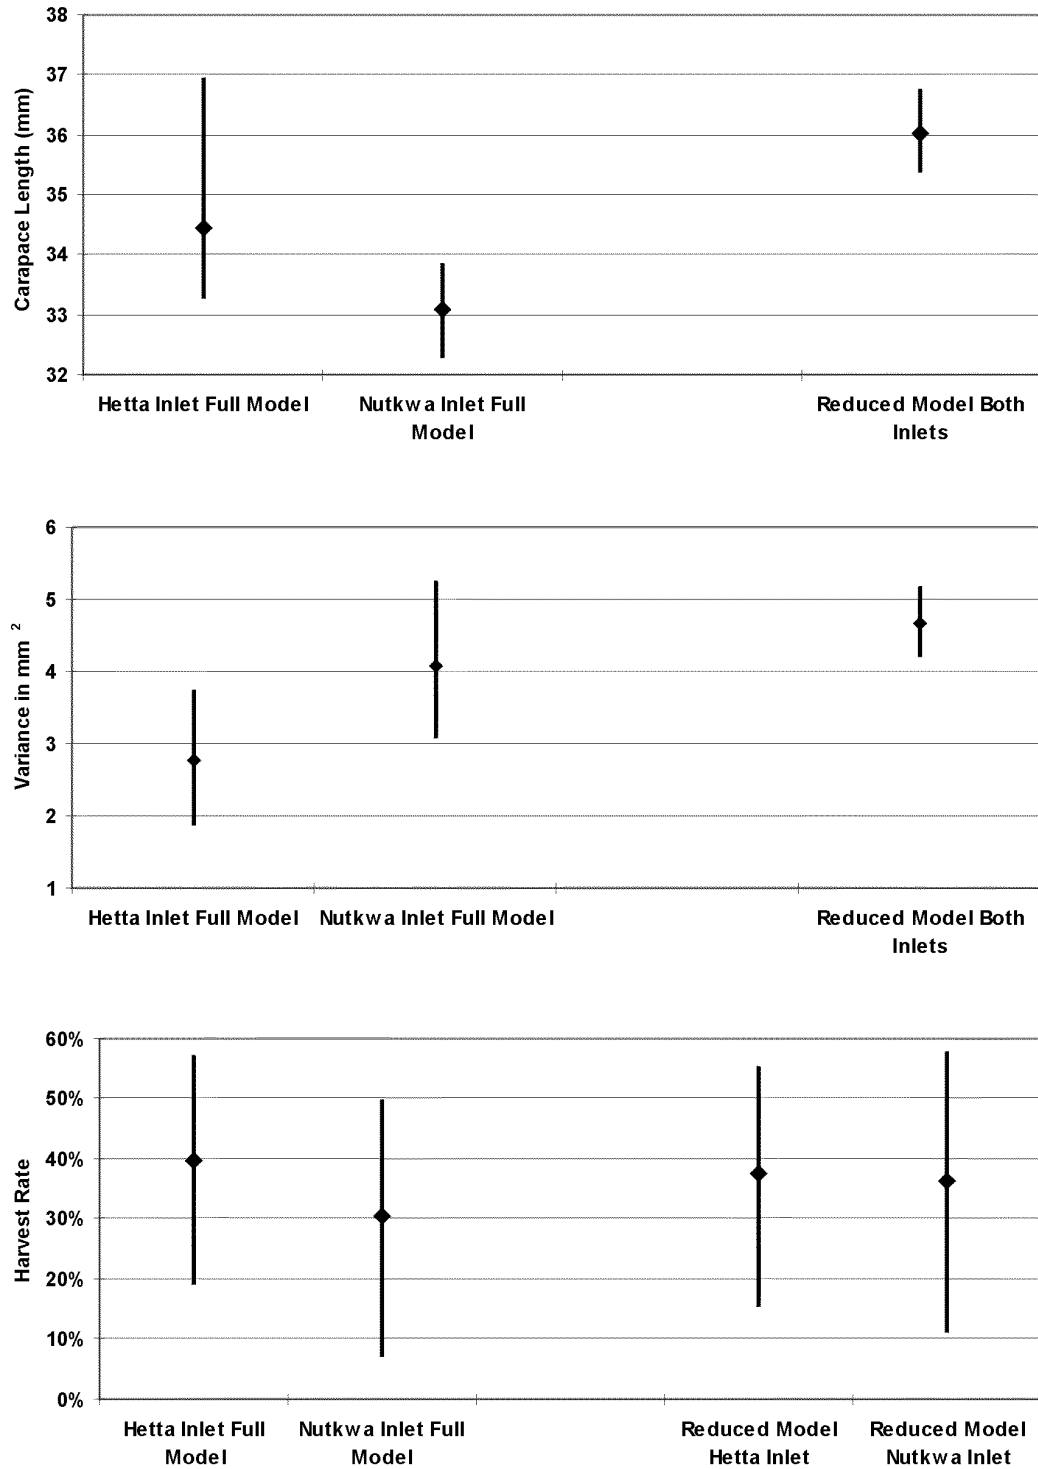 38
37
36
35
34
33
32
Carapace Length (mm)
Hetta Inlet Full Model
Nutkwa Inlet Full
Model
Reduced Model Both
Inlets
6
5
4
3
2
1
Variance in mm 2
Hetta Inlet Full Model
Nutkwa Inlet Full Model
Reduced Model Both
Inlets
60%
50%
40%
30%
20%
10%
0%
Harvest Rate
Hetta Inlet Full
Model
Nutkwa Inlet Full
Model
Reduced Model
Hetta Inlet
Reduced Model
Nutkwa Inlet